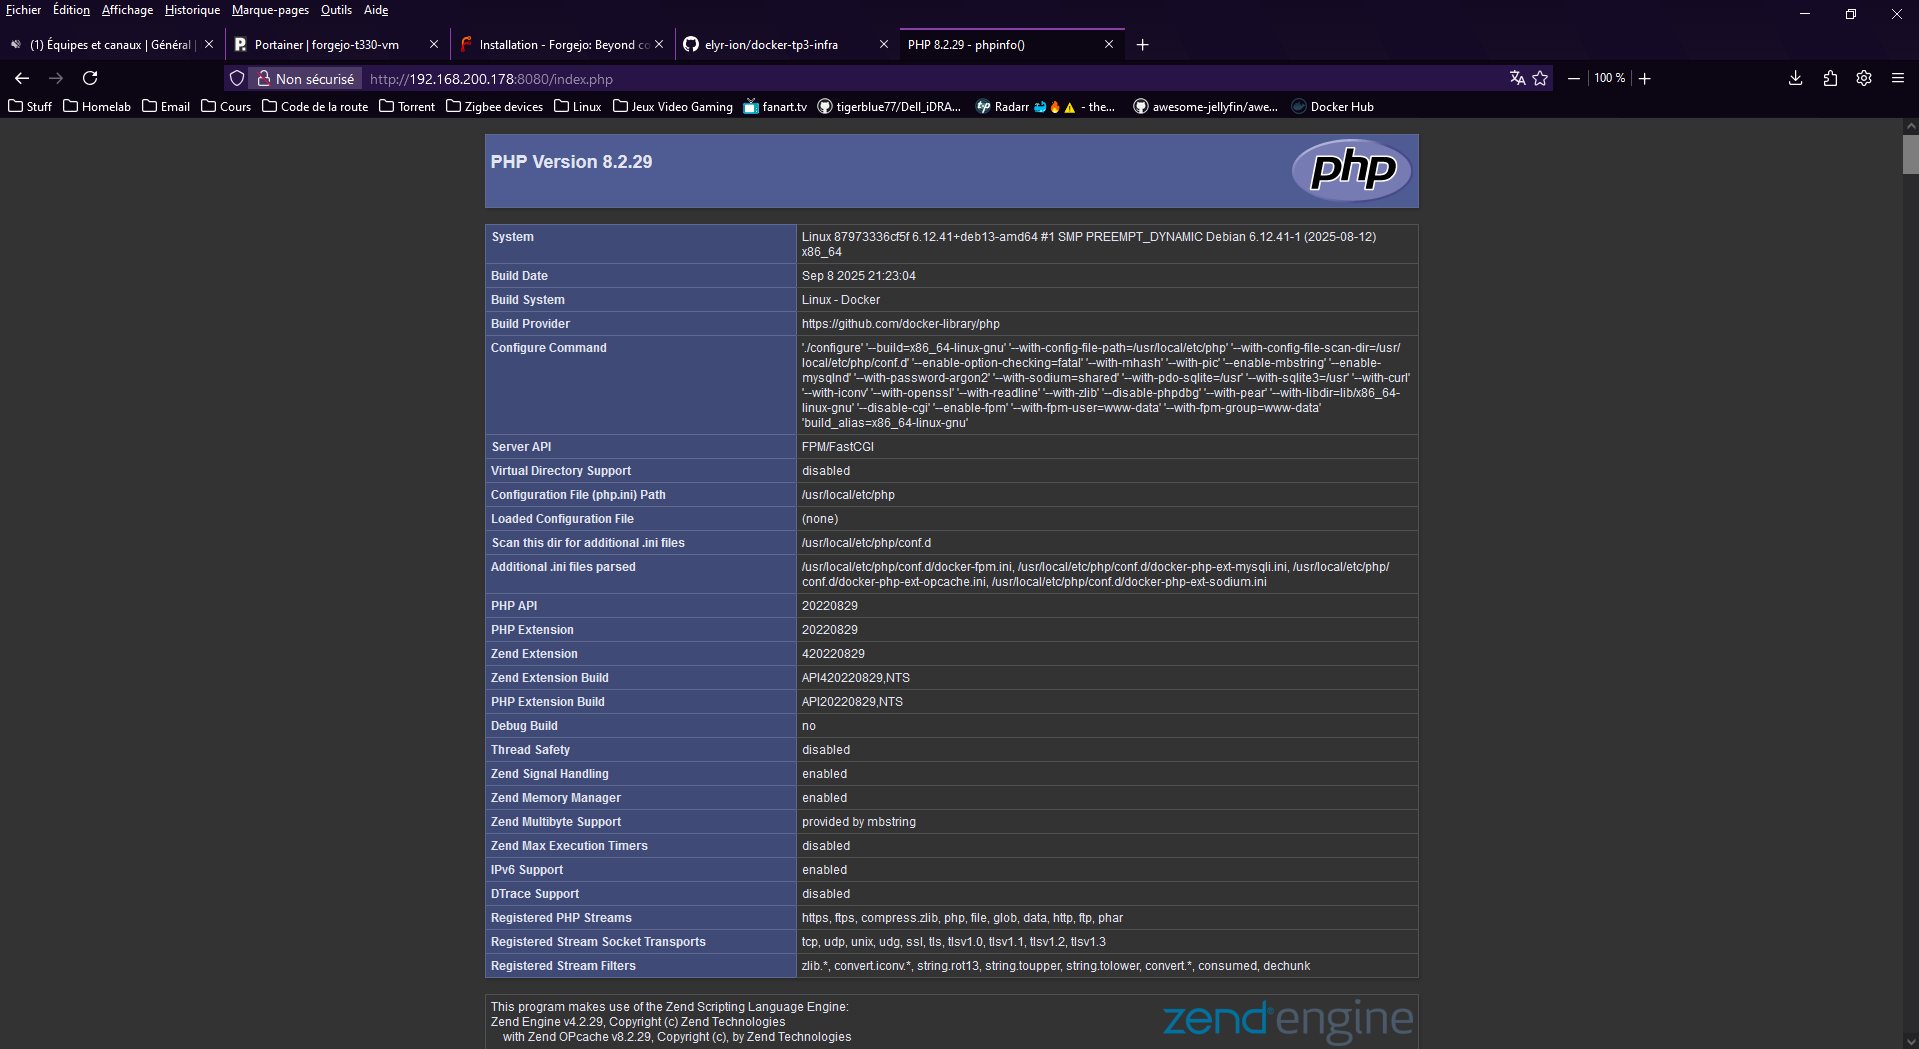 Fichier Édition Affichage Historique Marque-pages Outils Aide
(1) Équipes et canaux | Général |
Portainer | forgejo-t330-vm
Installation - Forgejo: Beyond co
elyr-ion/docker-tp3-infra
PHP 8.2.29 - phpinfo()
Non sécurisé http://192.168.200.178:8080/index.php 100 %
Stuff Homelab Email Cours Code de la route Torrent Zigbee devices Linux Jeux Video Gaming fanart.tv tigerblue77/Dell_iDRA... Radarr 🐳🔥⚠️ - the... awesome-jellyfin/awe... Docker Hub
PHP Version 8.2.29
php
System Linux 87973336cf5f 6.12.41+deb13-amd64 #1 SMP PREEMPT_DYNAMIC Debian 6.12.41-1 (2025-08-12)
x86_64
Build Date Sep 8 2025 21:23:04
Build System Linux - Docker
Build Provider https://github.com/docker-library/php
Configure Command './configure' '--build=x86_64-linux-gnu' '--with-config-file-path=/usr/local/etc/php' '--with-config-file-scan-dir=/usr/
local/etc/php/conf.d' '--enable-option-checking=fatal' '--with-mhash' '--with-pic' '--enable-mbstring' '--enable-
mysqlnd' '--with-password-argon2' '--with-sodium=shared' '--with-pdo-sqlite=/usr' '--with-sqlite3=/usr' '--with-curl'
'--with-iconv' '--with-openssl' '--with-readline' '--with-zlib' '--disable-phpdbg' '--with-pear' '--with-libdir=lib/x86_64-
linux-gnu' '--disable-cgi' '--enable-fpm' '--with-fpm-user=www-data' '--with-fpm-group=www-data'
'build_alias=x86_64-linux-gnu'
Server API FPM/FastCGI
Virtual Directory Support disabled
Configuration File (php.ini) Path /usr/local/etc/php
Loaded Configuration File (none)
Scan this dir for additional .ini files /usr/local/etc/php/conf.d
Additional .ini files parsed /usr/local/etc/php/conf.d/docker-fpm.ini, /usr/local/etc/php/conf.d/docker-php-ext-mysqli.ini, /usr/local/etc/php/
conf.d/docker-php-ext-opcache.ini, /usr/local/etc/php/conf.d/docker-php-ext-sodium.ini
PHP API 20220829
PHP Extension 20220829
Zend Extension 420220829
Zend Extension Build API420220829,NTS
PHP Extension Build API20220829,NTS
Debug Build no
Thread Safety disabled
Zend Signal Handling enabled
Zend Memory Manager enabled
Zend Multibyte Support provided by mbstring
Zend Max Execution Timers disabled
IPv6 Support enabled
DTrace Support disabled
Registered PHP Streams https, ftps, compress.zlib, php, file, glob, data, http, ftp, phar
Registered Stream Socket Transports tcp, udp, unix, udg, ssl, tls, tlsv1.0, tlsv1.1, tlsv1.2, tlsv1.3
Registered Stream Filters zlib.*, convert.iconv.*, string.rot13, string.toupper, string.tolower, convert.*, consumed, dechunk
This program makes use of the Zend Scripting Language Engine:
Zend Engine v4.2.29, Copyright (c) Zend Technologies
with Zend OPcache v8.2.29, Copyright (c), by Zend Technologies
zend engine